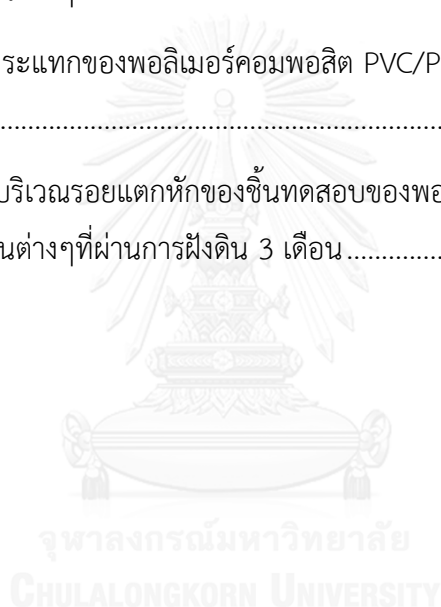 ระแทกของพอลิเมอร์คอมพอสิต PVC/P
................................................................
บริเวณรอยแตกหักของชิ้นทดสอบของพอ
นต่างๆที่ผ่านการฝังดิน 3 เดือน...............
จุฬาลงกรณ์มหาวิทยาลัย
CHULALONGKORN UNIVERSITY